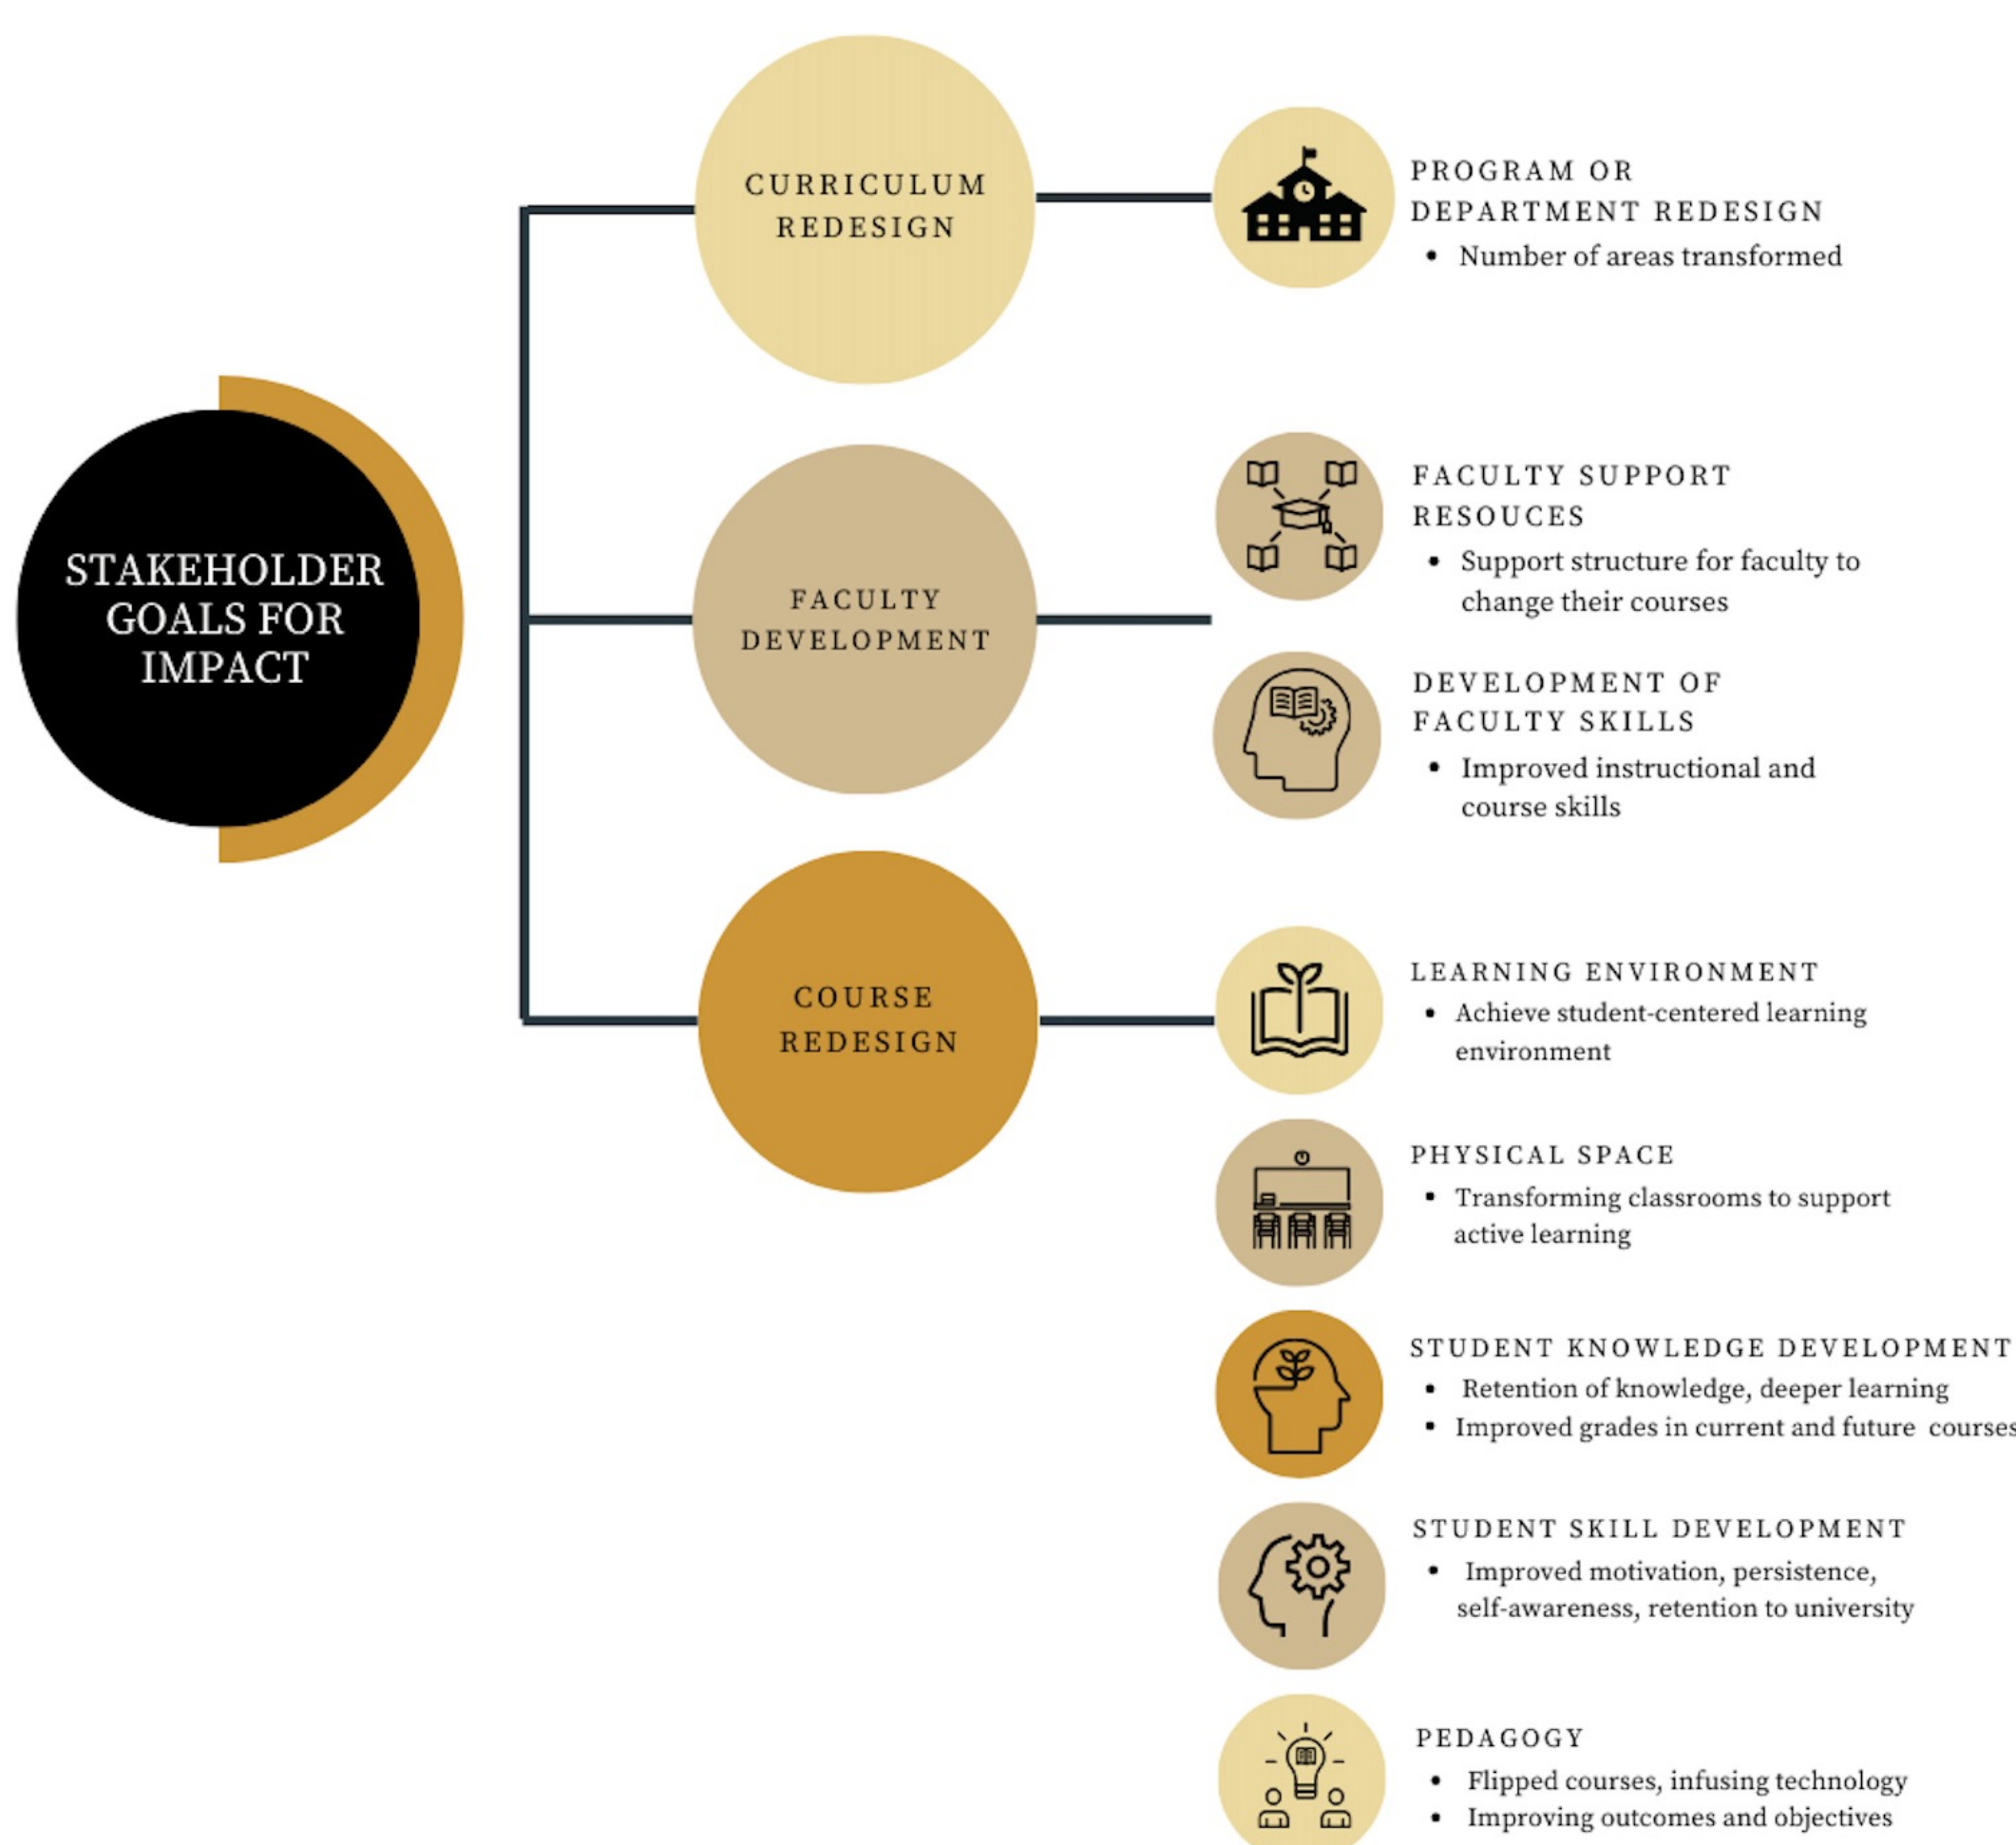 STAKEHOLDER
GOALS FOR
IMPACT
CURRICULUM
REDESIGN
PROGRAM OR
DEPARTMENT REDESIGN
• Number of areas transformed
FACULTY
DEVELOPMENT
FACULTY SUPPORT
RESOUCES
• Support structure for faculty to
change their courses
DEVELOPMENT OF
FACULTY SKILLS
• Improved instructional and
course skills
COURSE
REDESIGN
LEARNING ENVIRONMENT
• Achieve student-centered learning
environment
PHYSICAL SPACE
• Transforming classrooms to support
active learning
STUDENT KNOWLEDGE DEVELOPMENT
• Retention of knowledge, deeper learning
• Improved grades in current and future courses
STUDENT SKILL DEVELOPMENT
• Improved motivation, persistence,
self-awareness, retention to university
PEDAGOGY
• Flipped courses, infusing technology
• Improving outcomes and objectives